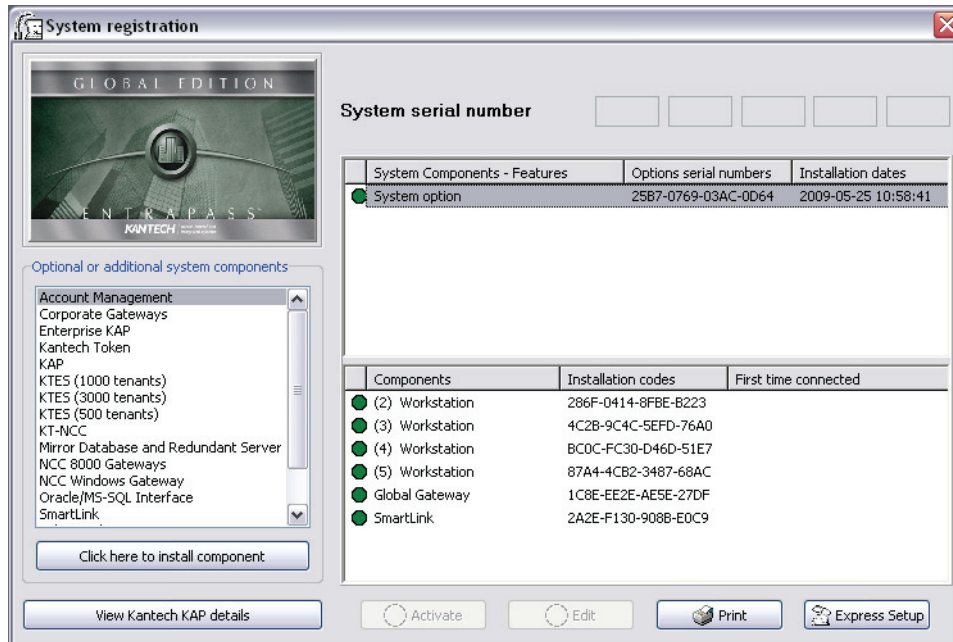 System registration
GLOBAL EDITION
ENTRAPASS
KANTECH
System serial number
System Components - Features Options serial numbers Installation dates
System option 25B7-0769-03AC-0D64 2009-05-25 10:58:41
Optional or additional system components
Account Management
Corporate Gateways
Enterprise KAP
Kantech Token
KAP
KTES (1000 tenants)
KTES (3000 tenants)
KTES (500 tenants)
KT-NCC
Mirror Database and Redundant Server
NCC 8000 Gateways
NCC Windows Gateway
Oracle/MS-SQL Interface
SmartLink
Click here to install component
View Kantech KAP details
Components Installation codes First time connected
(2) Workstation 286F-0414-8FBE-B223
(3) Workstation 4C2B-9C4C-5EFD-76A0
(4) Workstation BC0C-FC30-D46D-51E7
(5) Workstation 87A4-4CB2-3487-68AC
Global Gateway 1C8E-EE2E-AE5E-27DF
SmartLink 2A2E-F130-908B-E0C9
Activate Edit Print Express Setup